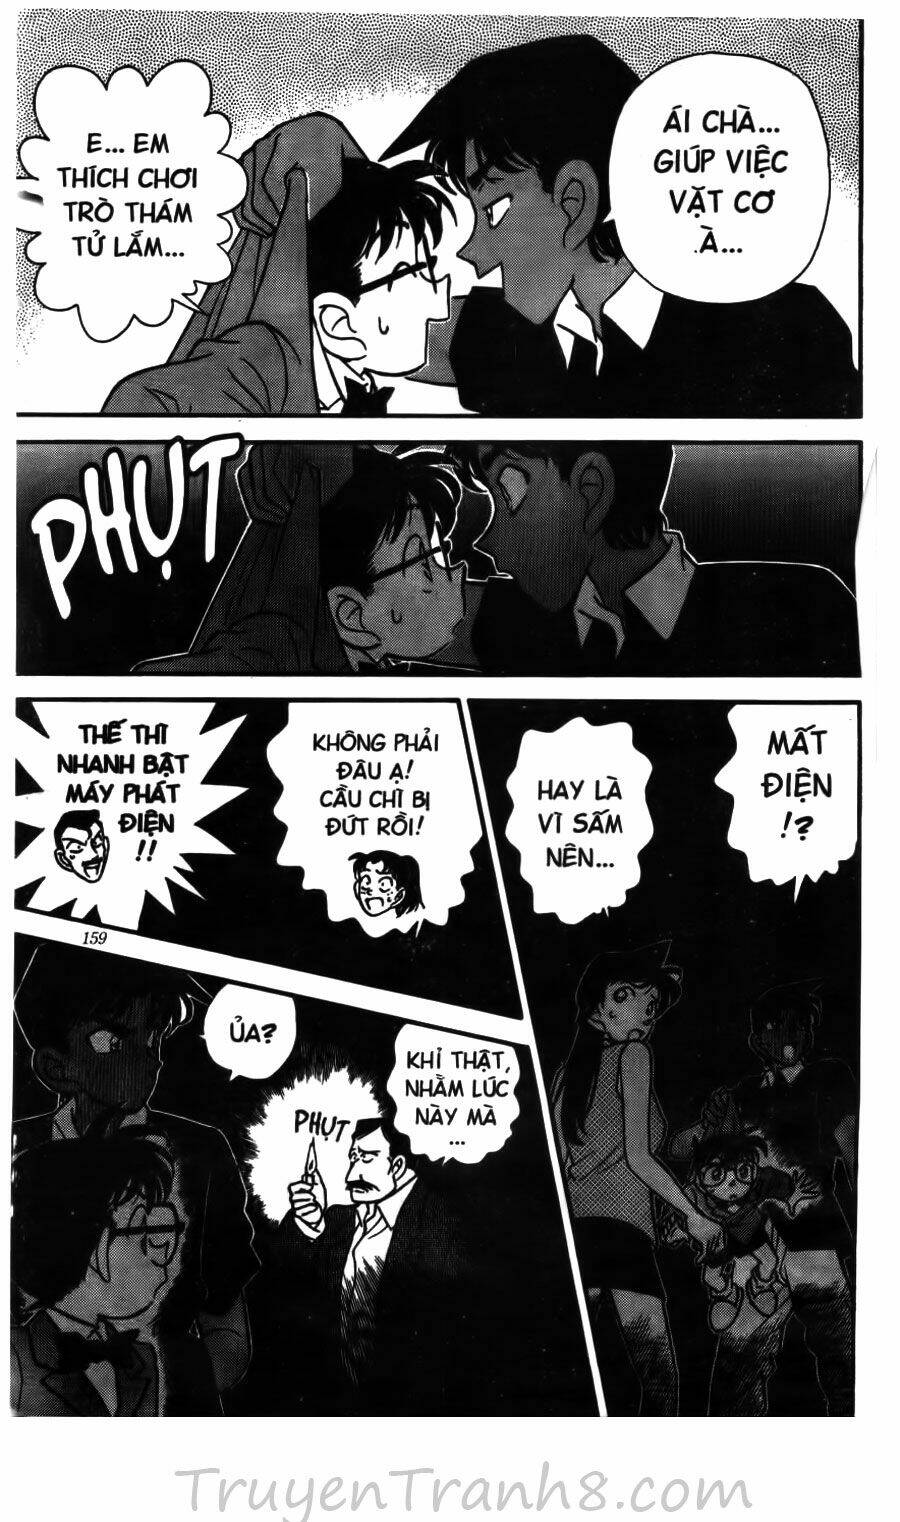 ÁI CHÀ...
GIÚP VIỆC
VẶT CƠ
À...
E... EM
THÍCH CHƠI
TRÒ THÁM
TỬ LẮM...
PHỤT
MẤT
ĐIỆN
!?
HAY LÀ
VÌ SẤM
NÊN...
KHÔNG PHẢI
ĐÂU Ạ!
CẦU CHÌ BỊ
ĐỨT RỒI!
THẾ THÌ
NHANH BẬT
MÁY PHÁT
ĐIỆN
!!
159
KHỈ THẬT,
NHẰM LÚC
NÀY MÀ
...
PHỤT
ỦA?
TruyenTranh8.com